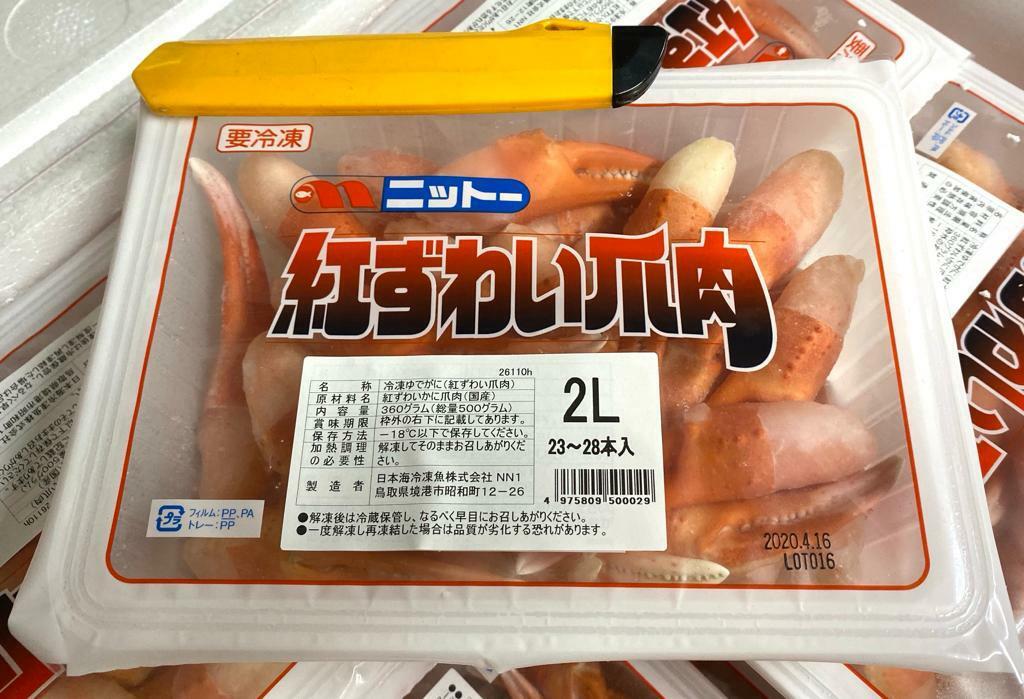 要冷凍
ニットー
紅ずわい爪肉
26110h
名 称 冷凍ゆでがに(紅ずわい爪肉)
原材料名 紅ずわいかに爪肉(国産)
内 容 量 360グラム(総量500グラム)
賞味期限 枠外の右下に記載してあります。
保存方法 −18℃以下で保存してください。
加熱調理の必要性 解凍してそのままお召しあがりください。
製 造 者 日本海冷凍魚株式会社 NN1
鳥取県境港市昭和町12−26
2L
23〜28本入
4 975809 500029
●解凍後は冷蔵保管し、なるべく早目にお召しあがりください。
●一度解凍し再凍結した場合は品質が劣化する恐れがあります。
プラ
フィルム:PP、PA
トレー:PP
2020.4.16
LOT016